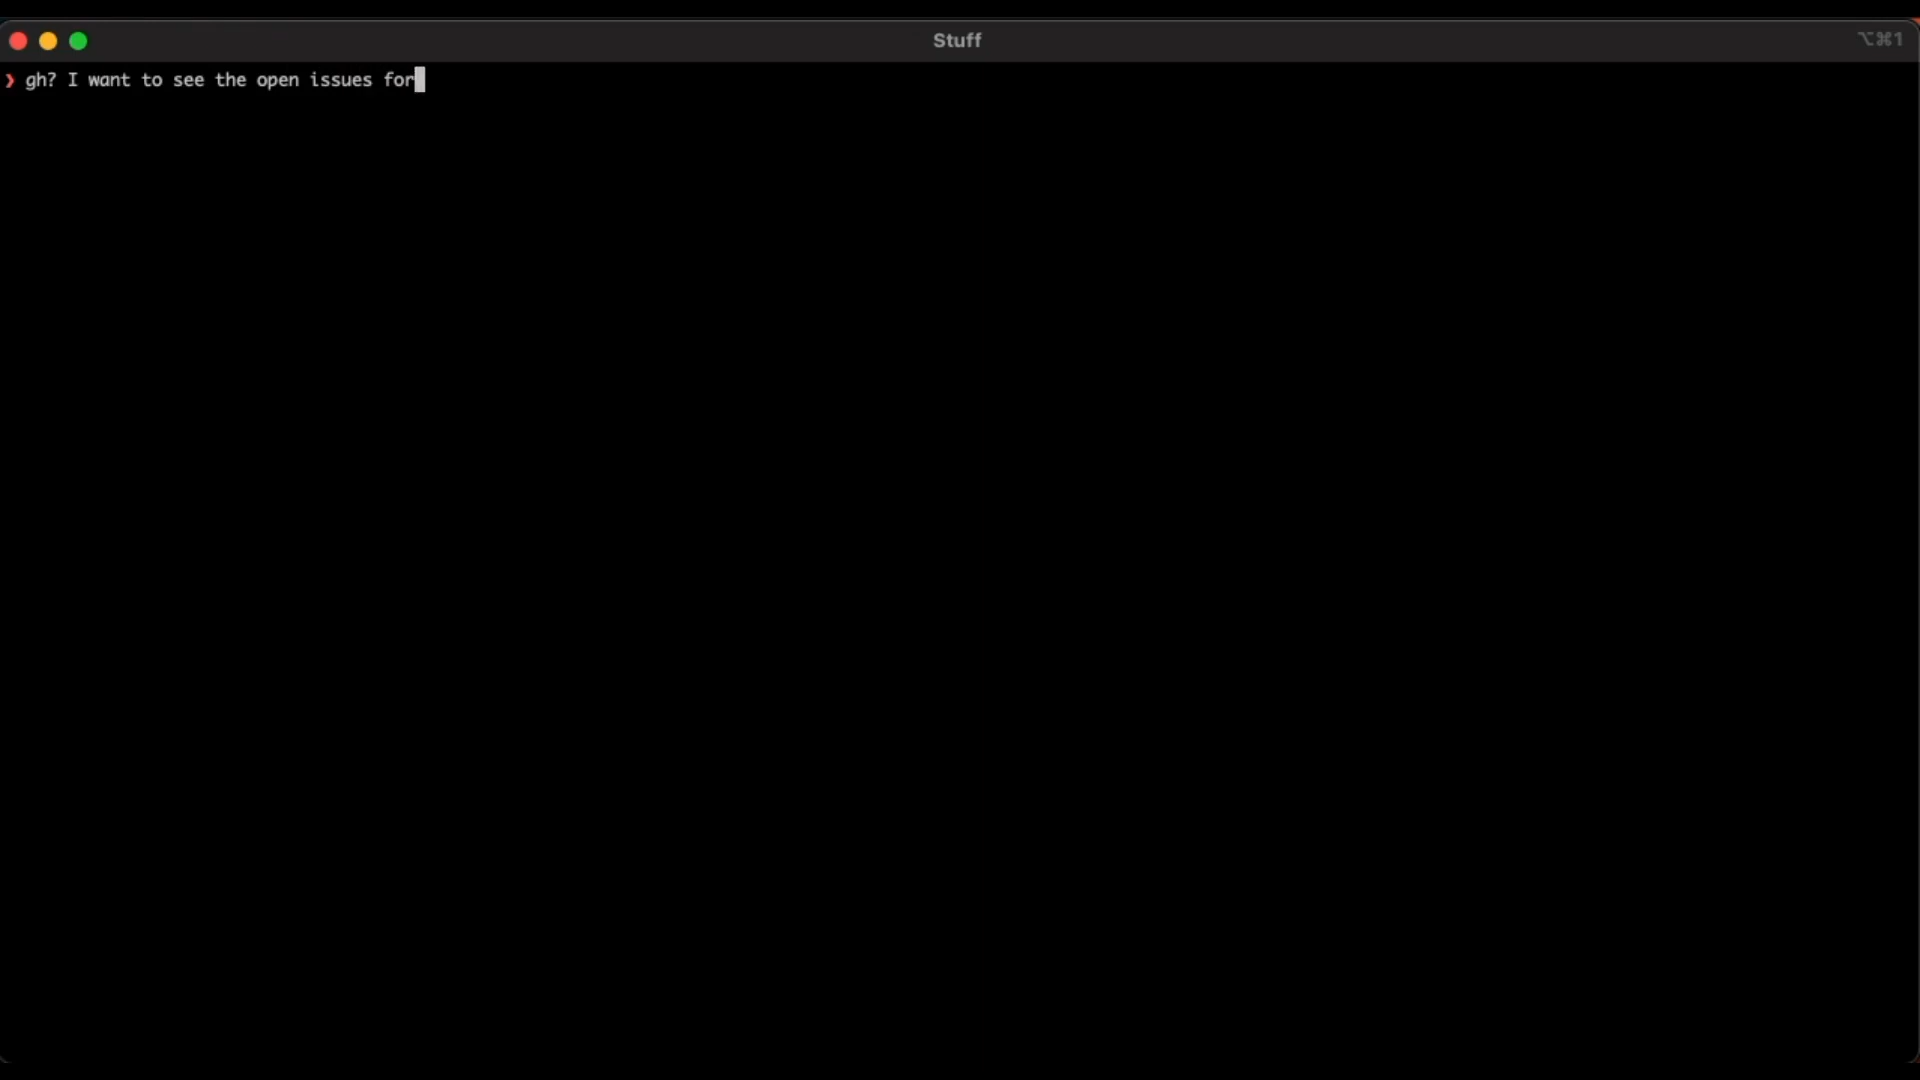 Stuff
⌥⌘1
❯ gh? I want to see the open issues for